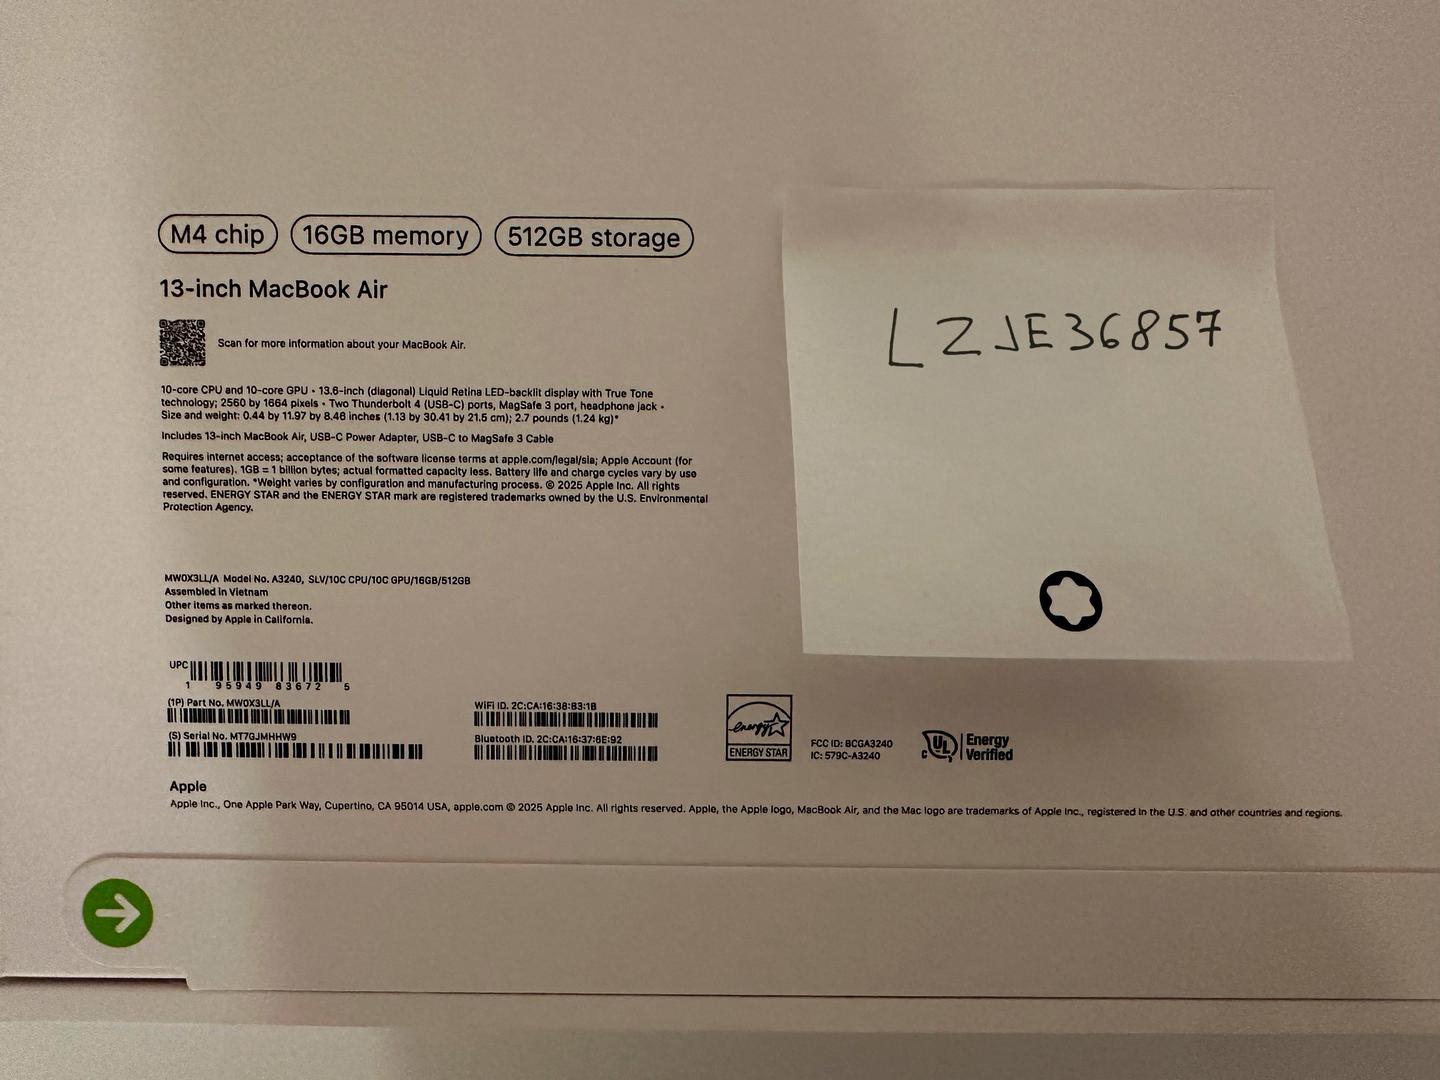 M4 chip 16GB memory 512GB storage
13-inch MacBook Air
Scan for more information about your MacBook Air.
10-core CPU and 10-core GPU • 13.6-inch (diagonal) Liquid Retina LED-backlit display with True Tone
technology; 2560 by 1664 pixels • Two Thunderbolt 4 (USB-C) ports, MagSafe 3 port, headphone jack •
Size and weight: 0.44 by 11.97 by 8.46 inches (1.13 by 30.41 by 21.5 cm); 2.7 pounds (1.24 kg)*
Includes 13-inch MacBook Air, USB-C Power Adapter, USB-C to MagSafe 3 Cable
Requires internet access; acceptance of the software license terms at apple.com/legal/sla; Apple Account (for
some features). 1GB = 1 billion bytes; actual formatted capacity less. Battery life and charge cycles vary by use
and configuration. *Weight varies by configuration and manufacturing process. © 2025 Apple Inc. All rights
reserved. ENERGY STAR and the ENERGY STAR mark are registered trademarks owned by the U.S. Environmental
Protection Agency.
LZJE36857
MW0X3LL/A Model No. A3240, SLV/10C CPU/10C GPU/16GB/512GB
Assembled in Vietnam
Other items as marked thereon.
Designed by Apple in California.
UPC
1 95949 83672 5
(1P) Part No. MW0X3LL/A
(S) Serial No. MT7GJMHHW9
WiFi ID. 2C:CA:16:38:B3:1B
Bluetooth ID. 2C:CA:16:37:6E:92
energy
ENERGY STAR
FCC ID: BCGA3240
IC: 579C-A3240
c UL Energy
Verified
Apple
Apple Inc., One Apple Park Way, Cupertino, CA 95014 USA, apple.com © 2025 Apple Inc. All rights reserved. Apple, the Apple logo, MacBook Air, and the Mac logo are trademarks of Apple Inc., registered in the U.S. and other countries and regions.